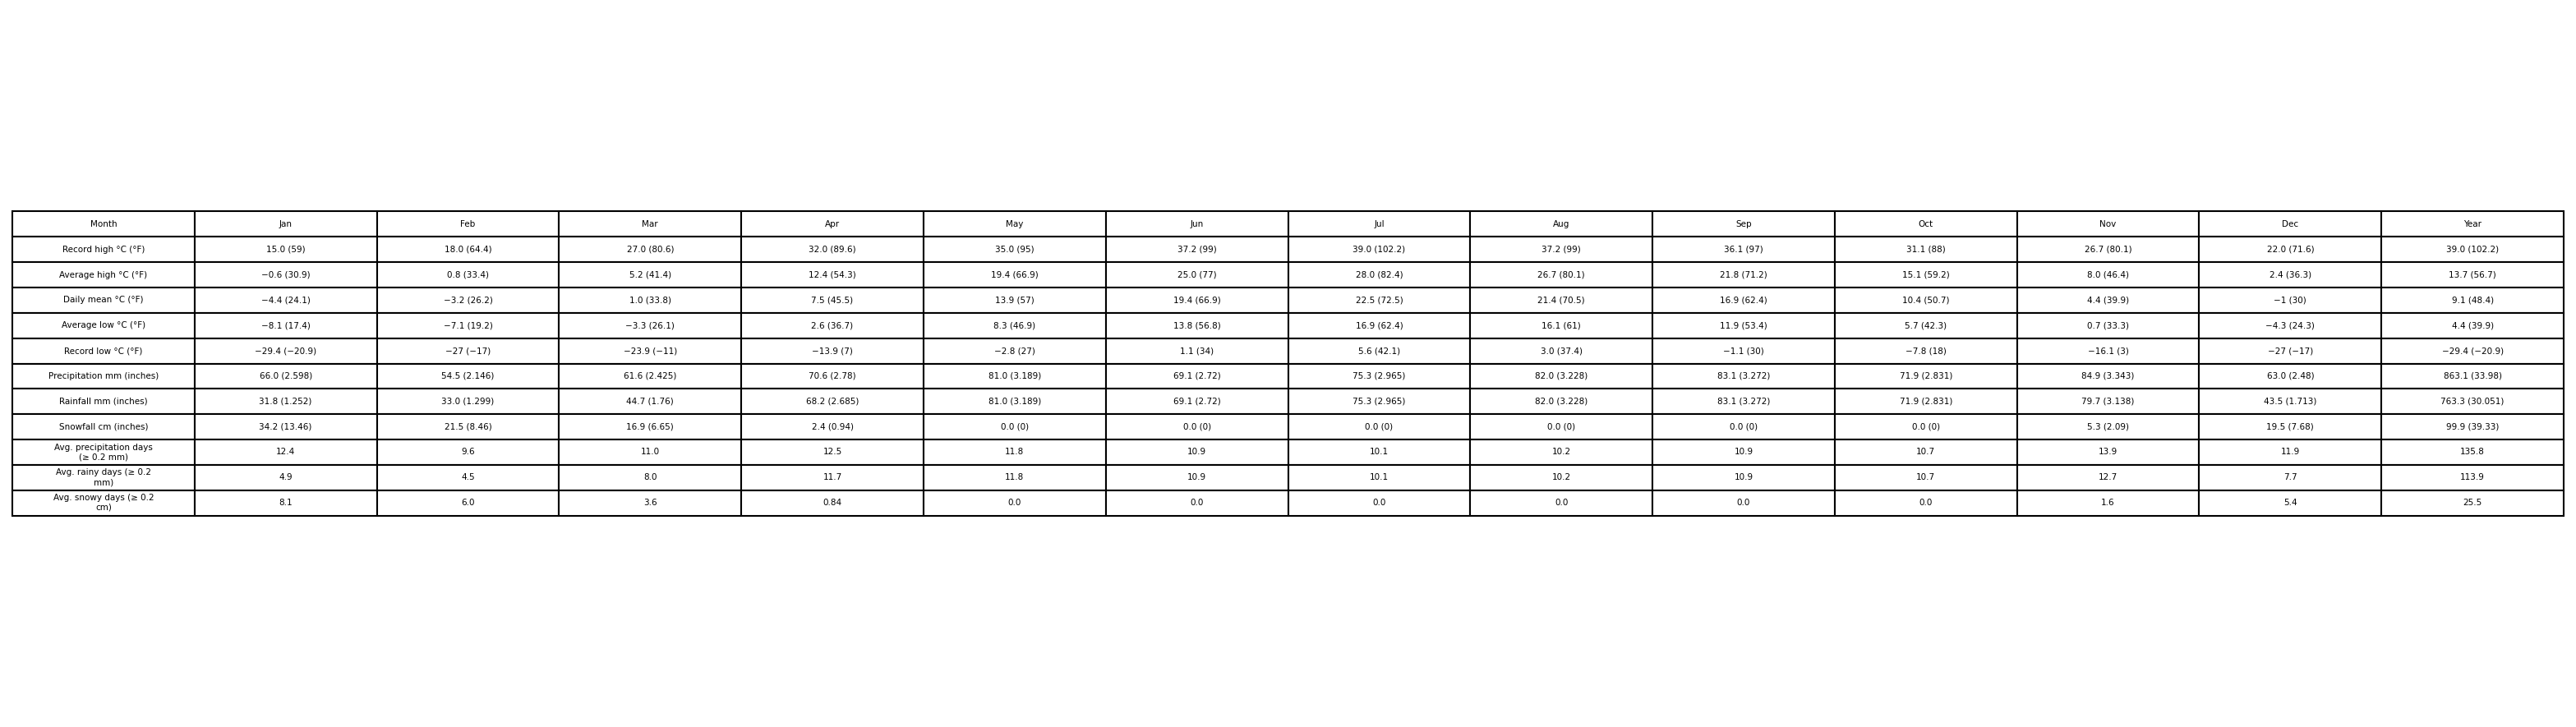 Month Jan Feb Mar Apr May Jun Jul Aug Sep Oct Nov Dec Year
Record high °C (°F) 15.0 (59) 18.0 (64.4) 27.0 (80.6) 32.0 (89.6) 35.0 (95) 37.2 (99) 39.0 (102.2) 37.2 (99) 36.1 (97) 31.1 (88) 26.7 (80.1) 22.0 (71.6) 39.0 (102.2)
Average high °C (°F) −0.6 (30.9) 0.8 (33.4) 5.2 (41.4) 12.4 (54.3) 19.4 (66.9) 25.0 (77) 28.0 (82.4) 26.7 (80.1) 21.8 (71.2) 15.1 (59.2) 8.0 (46.4) 2.4 (36.3) 13.7 (56.7)
Daily mean °C (°F) −4.4 (24.1) −3.2 (26.2) 1.0 (33.8) 7.5 (45.5) 13.9 (57) 19.4 (66.9) 22.5 (72.5) 21.4 (70.5) 16.9 (62.4) 10.4 (50.7) 4.4 (39.9) −1 (30) 9.1 (48.4)
Average low °C (°F) −8.1 (17.4) −7.1 (19.2) −3.3 (26.1) 2.6 (36.7) 8.3 (46.9) 13.8 (56.8) 16.9 (62.4) 16.1 (61) 11.9 (53.4) 5.7 (42.3) 0.7 (33.3) −4.3 (24.3) 4.4 (39.9)
Record low °C (°F) −29.4 (−20.9) −27 (−17) −23.9 (−11) −13.9 (7) −2.8 (27) 1.1 (34) 5.6 (42.1) 3.0 (37.4) −1.1 (30) −7.8 (18) −16.1 (3) −27 (−17) −29.4 (−20.9)
Precipitation mm (inches) 66.0 (2.598) 54.5 (2.146) 61.6 (2.425) 70.6 (2.78) 81.0 (3.189) 69.1 (2.72) 75.3 (2.965) 82.0 (3.228) 83.1 (3.272) 71.9 (2.831) 84.9 (3.343) 63.0 (2.48) 863.1 (33.98)
Rainfall mm (inches) 31.8 (1.252) 33.0 (1.299) 44.7 (1.76) 68.2 (2.685) 81.0 (3.189) 69.1 (2.72) 75.3 (2.965) 82.0 (3.228) 83.1 (3.272) 71.9 (2.831) 79.7 (3.138) 43.5 (1.713) 763.3 (30.051)
Snowfall cm (inches) 34.2 (13.46) 21.5 (8.46) 16.9 (6.65) 2.4 (0.94) 0.0 (0) 0.0 (0) 0.0 (0) 0.0 (0) 0.0 (0) 0.0 (0) 5.3 (2.09) 19.5 (7.68) 99.9 (39.33)
Avg. precipitation days
(≥ 0.2 mm) 12.4 9.6 11.0 12.5 11.8 10.9 10.1 10.2 10.9 10.7 13.9 11.9 135.8
Avg. rainy days (≥ 0.2
mm) 4.9 4.5 8.0 11.7 11.8 10.9 10.1 10.2 10.9 10.7 12.7 7.7 113.9
Avg. snowy days (≥ 0.2
cm) 8.1 6.0 3.6 0.84 0.0 0.0 0.0 0.0 0.0 0.0 1.6 5.4 25.5